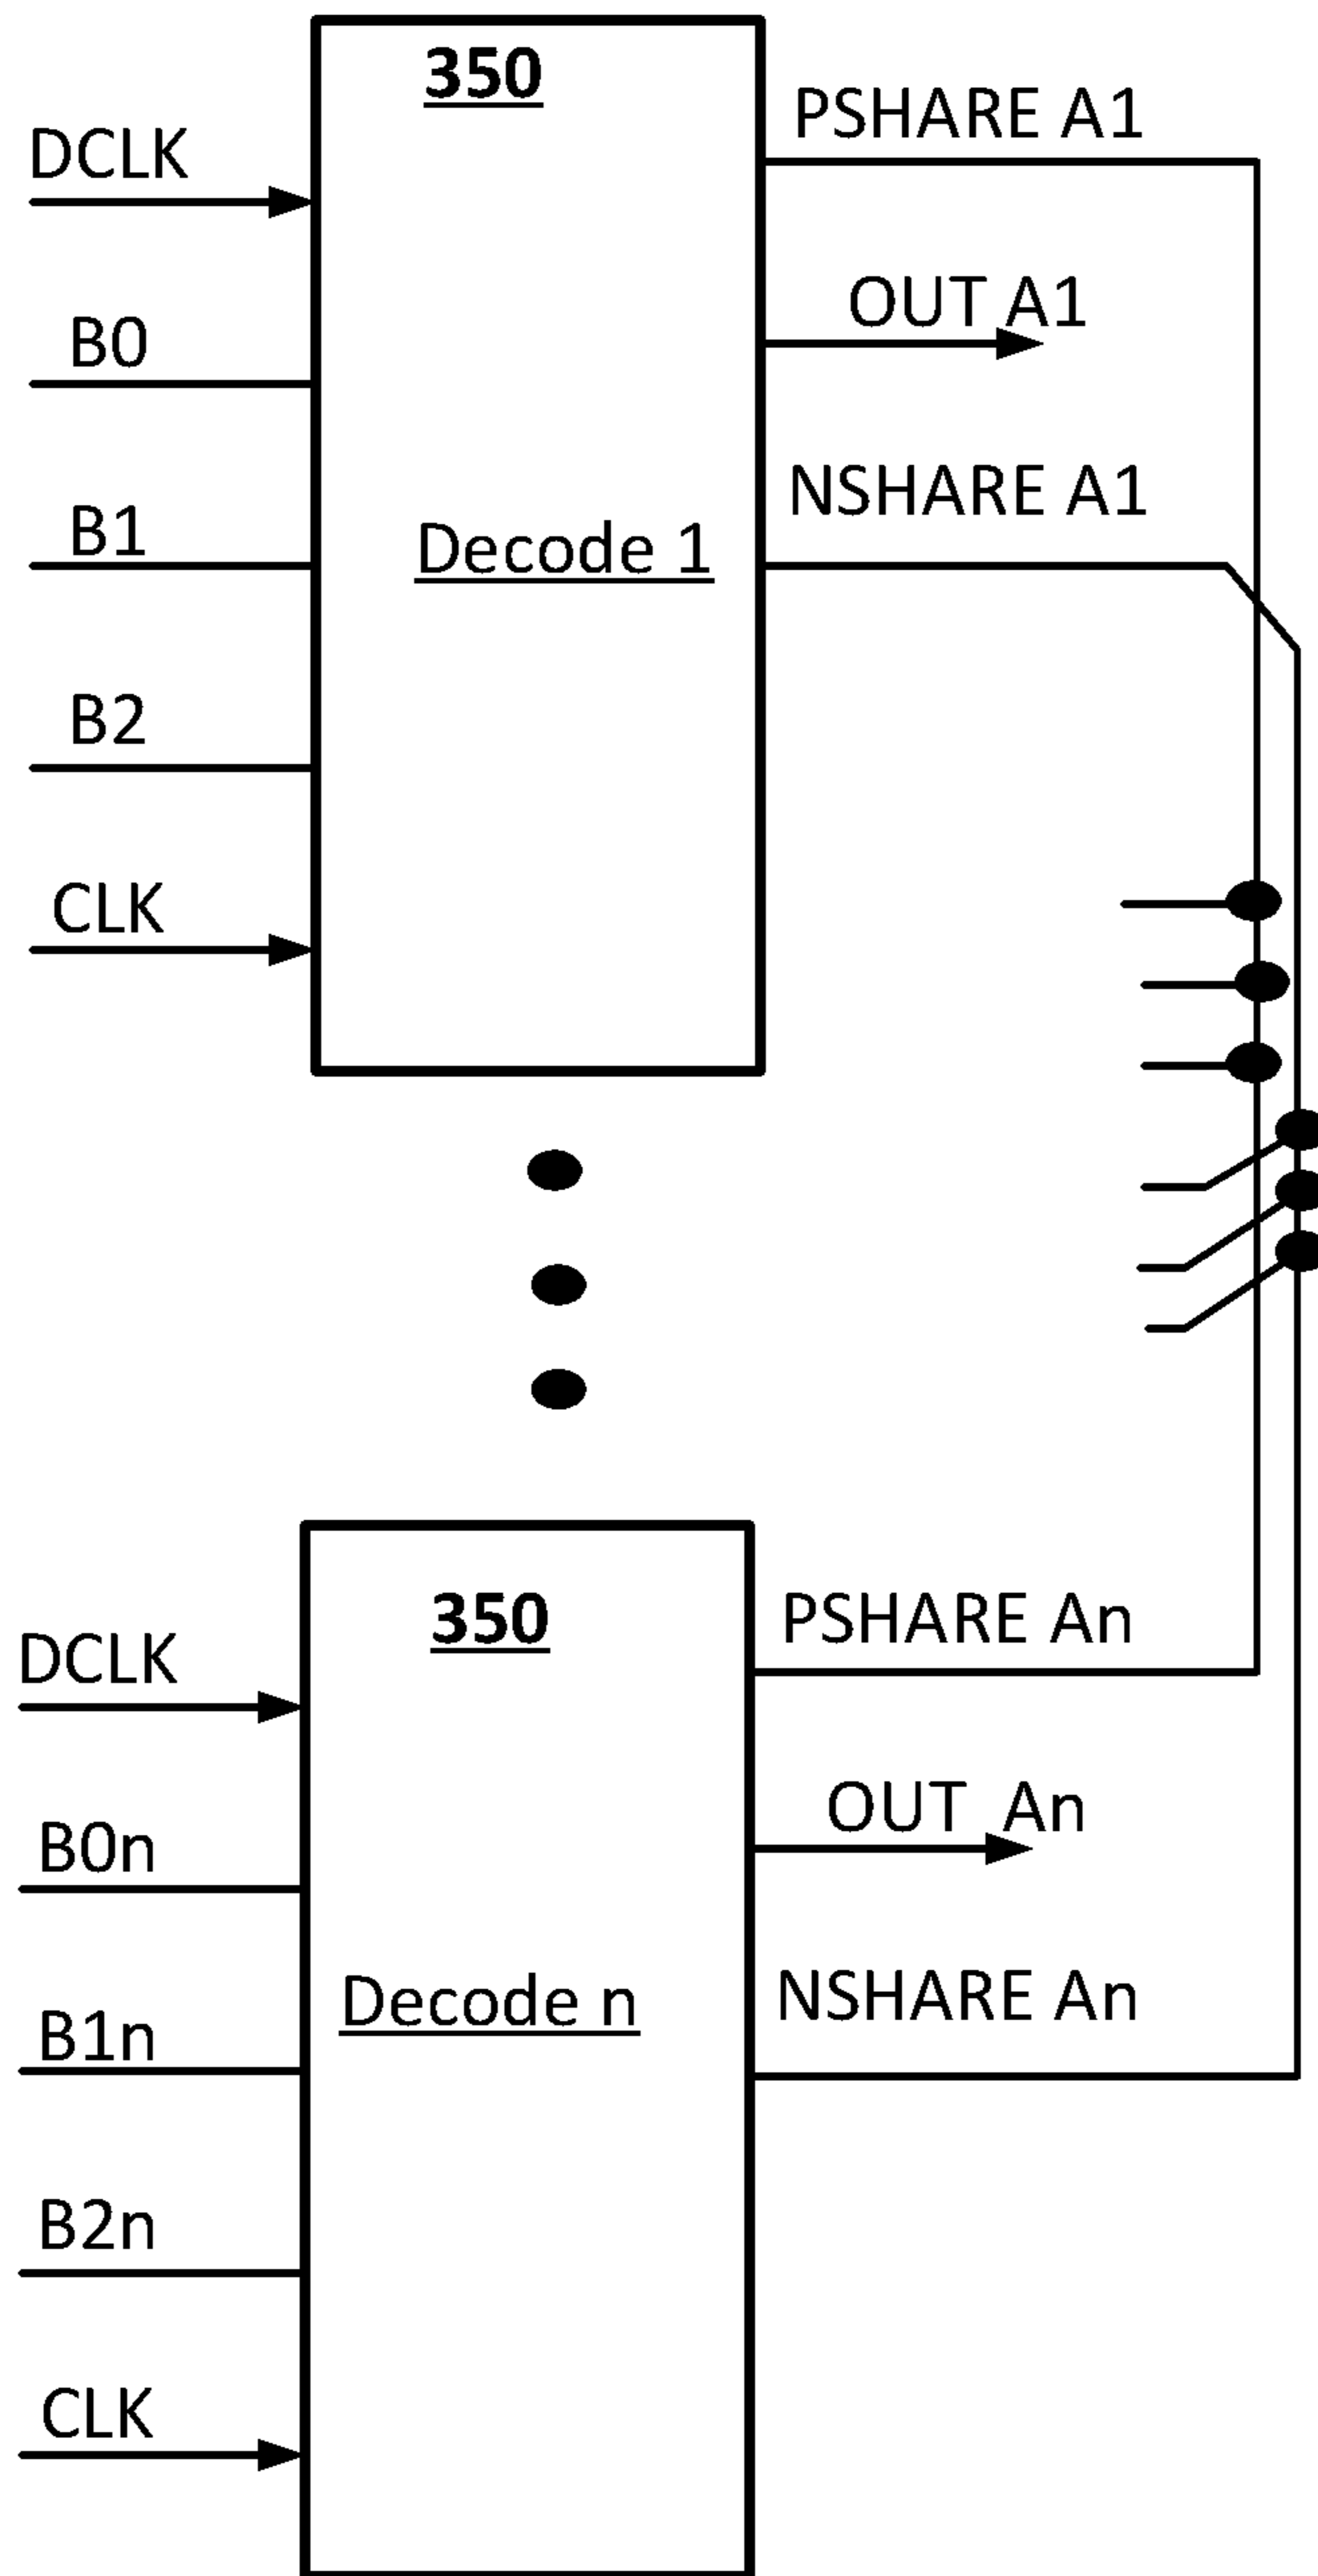 350
PSHARE A1
DCLK
OUT A1
B0
NSHARE A1
B1
Decode 1
B2
CLK
350
PSHARE An
DCLK
OUT An
B0n
NSHARE An
Decode n
B1n
B2n
CLK